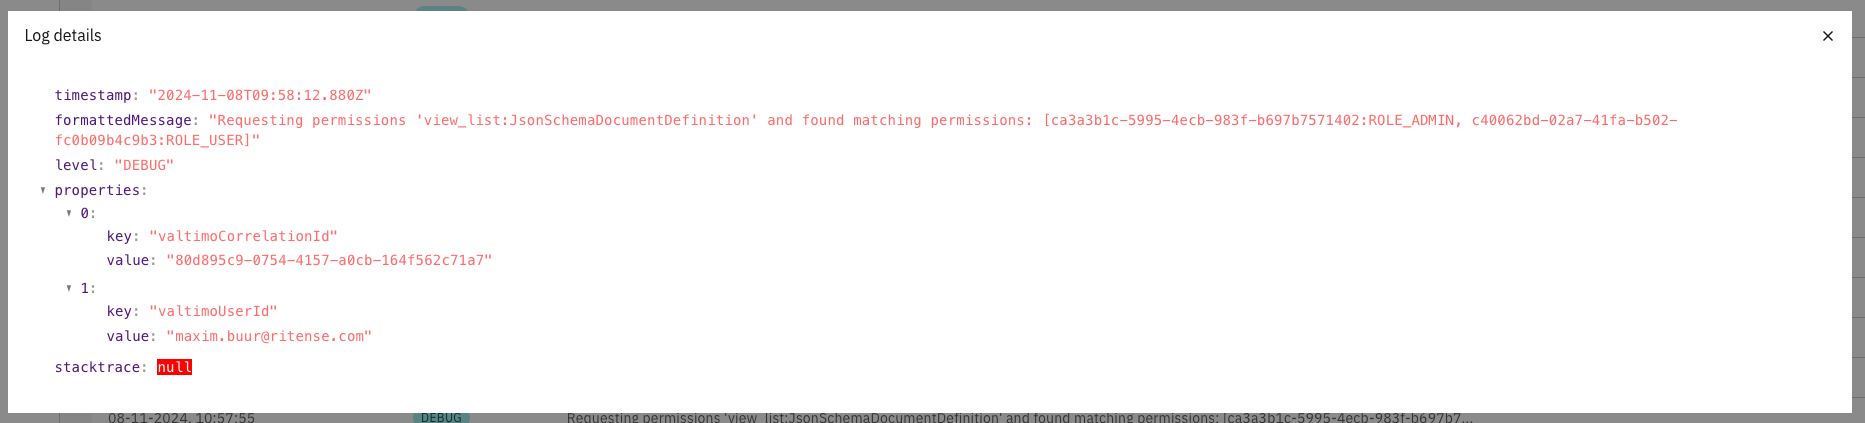 Log details
timestamp: "2024-11-08T09:58:12.880Z"
formattedMessage: "Requesting permissions 'view_list:JsonSchemaDocumentDefinition' and found matching permissions: [ca3a3b1c-5995-4ecb-983f-b697b7571402:ROLE_ADMIN, c40062bd-02a7-41fa-b502-
fc0b09b4c9b3:ROLE_USER]"
level: "DEBUG"
properties:
0:
key: "valtimoCorrelationId"
value: "80d895c9-0754-4157-a0cb-164f562c71a7"
1:
key: "valtimoUserId"
value: "maxim.buur@ritense.com"
stacktrace: null
08-11-2024, 10:57:55 DEBUG Requesting permissions 'view_list:JsonSchemaDocumentDefinition' and found matching permissions: [ca3a3b1c-5995-4ecb-983f-b697b7...